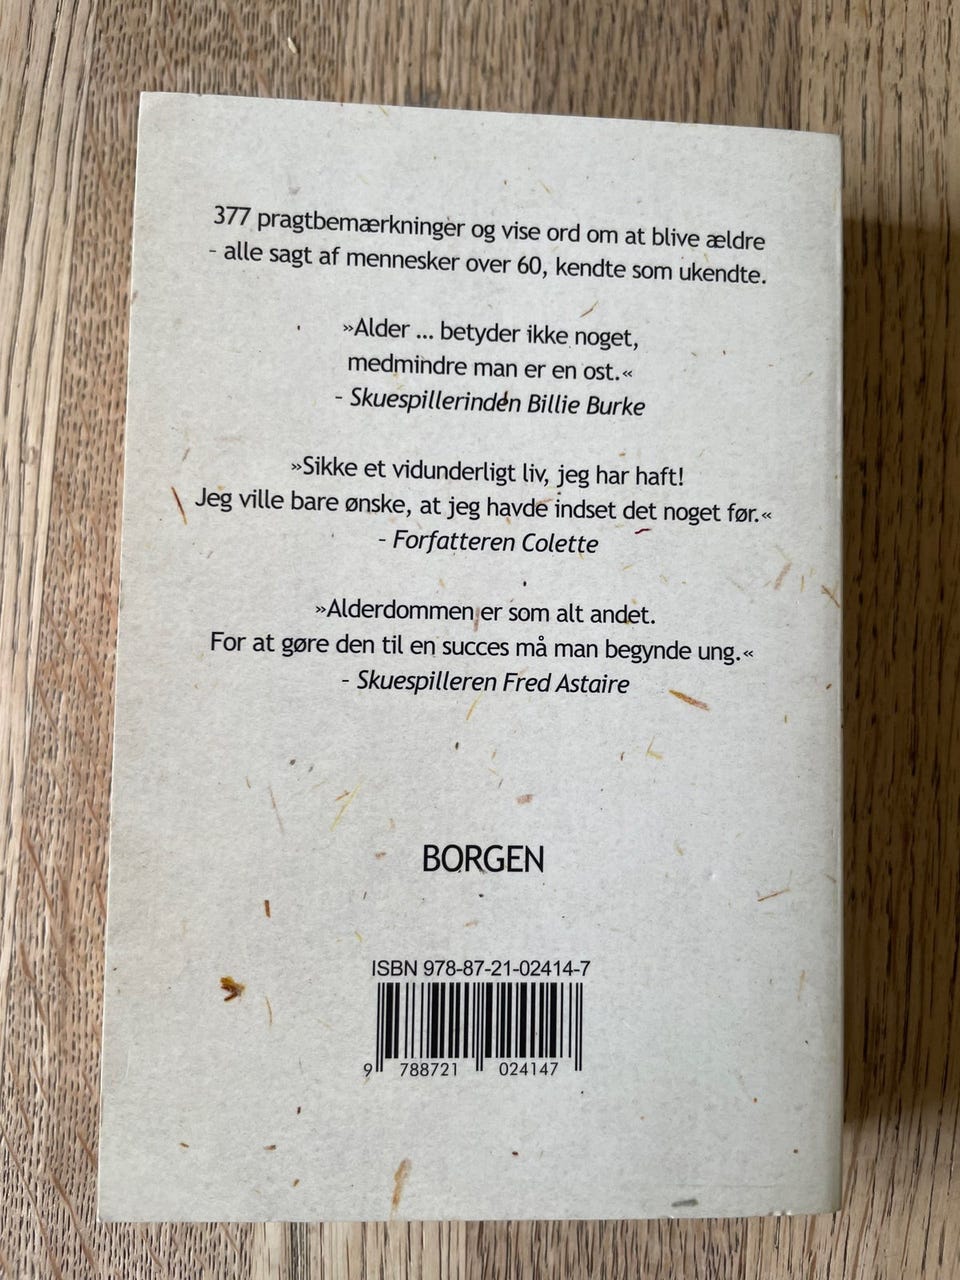 377 pragtbemærkninger og vise ord om at blive ældre
- alle sagt af mennesker over 60, kendte som ukendte.
»Alder ... betyder ikke noget,
medmindre man er en ost.«
- Skuespillerinden Billie Burke
»Sikke et vidunderligt liv, jeg har haft!
Jeg ville bare ønske, at jeg havde indset det noget før.«
- Forfatteren Colette
»Alderdommen er som alt andet.
For at gøre den til en succes må man begynde ung.«
- Skuespilleren Fred Astaire
BORGEN
ISBN 978-87-21-02414-7
9 788721 024147